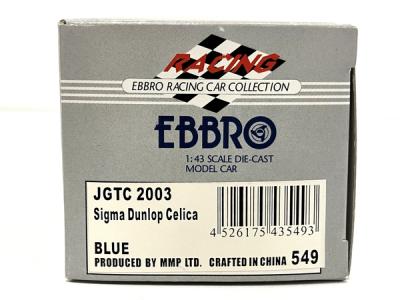 RACING
EBBRO RACING CAR COLLECTION
EBBRO
1:43 SCALE DIE-CAST
MODEL CAR
JGTC 2003
Sigma Dunlop Celica
4 526175 435493
BLUE
PRODUCED BY MMP LTD. CRAFTED IN CHINA 549